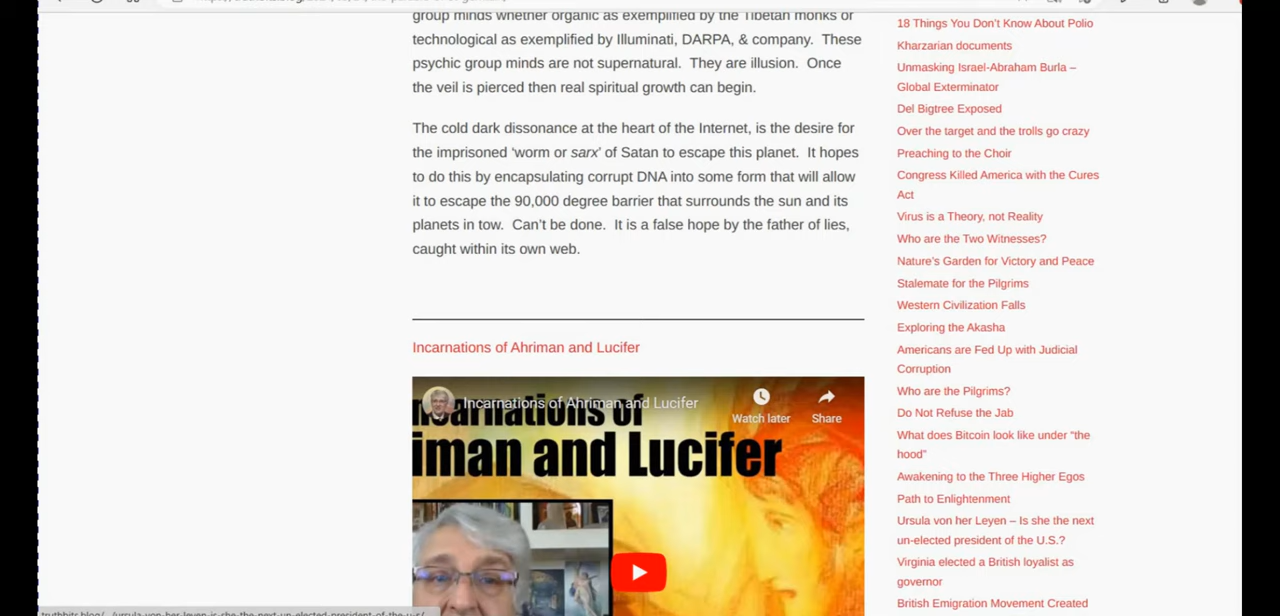 group minds whether organic as exemplified by the Tibetan monks or
technological as exemplified by Illuminati, DARPA, & company.  These
psychic group minds are not supernatural.  They are illusion.  Once
the veil is pierced then real spiritual growth can begin.
The cold dark dissonance at the heart of the Internet, is the desire for
the imprisoned ‘worm or sarx’ of Satan to escape this planet.  It hopes
to do this by encapsulating corrupt DNA into some form that will allow
it to escape the 90,000 degree barrier that surrounds the sun and its
planets in tow.  Can’t be done.  It is a false hope by the father of lies,
caught within its own web.
Incarnations of Ahriman and Lucifer
Incarnations of Ahriman and Lucifer
Watch later
Share
ncarnations of
iman and Lucifer
18 Things You Don’t Know About Polio
Kharzarian documents
Unmasking Israel-Abraham Burla –
Global Exterminator
Del Bigtree Exposed
Over the target and the trolls go crazy
Preaching to the Choir
Congress Killed America with the Cures
Act
Virus is a Theory, not Reality
Who are the Two Witnesses?
Nature’s Garden for Victory and Peace
Stalemate for the Pilgrims
Western Civilization Falls
Exploring the Akasha
Americans are Fed Up with Judicial
Corruption
Who are the Pilgrims?
Do Not Refuse the Jab
What does Bitcoin look like under “the
hood”
Awakening to the Three Higher Egos
Path to Enlightenment
Ursula von her Leyen – Is she the next
un-elected president of the U.S.?
Virginia elected a British loyalist as
governor
British Emigration Movement Created